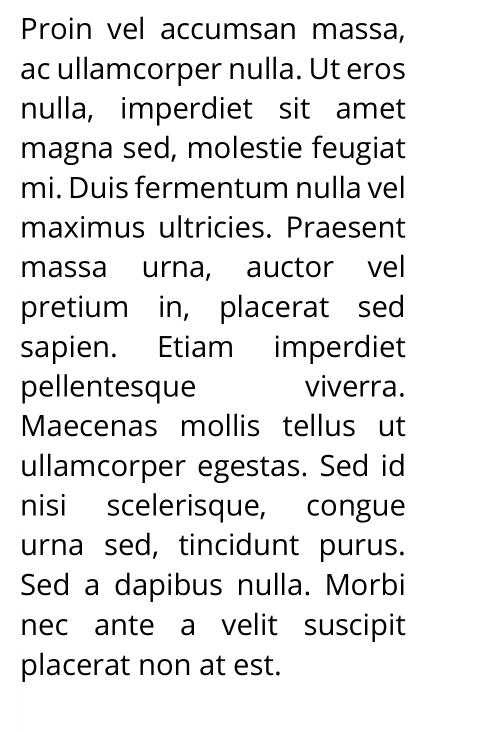 Proin vel accumsan massa,
ac ullamcorper nulla. Ut eros
nulla, imperdiet sit amet
magna sed, molestie feugiat
mi. Duis fermentum nulla vel
maximus ultricies. Praesent
massa urna, auctor vel
pretium in, placerat sed
sapien. Etiam imperdiet
pellentesque viverra.
Maecenas mollis tellus ut
ullamcorper egestas. Sed id
nisi scelerisque, congue
urna sed, tincidunt purus.
Sed a dapibus nulla. Morbi
nec ante a velit suscipit
placerat non at est.